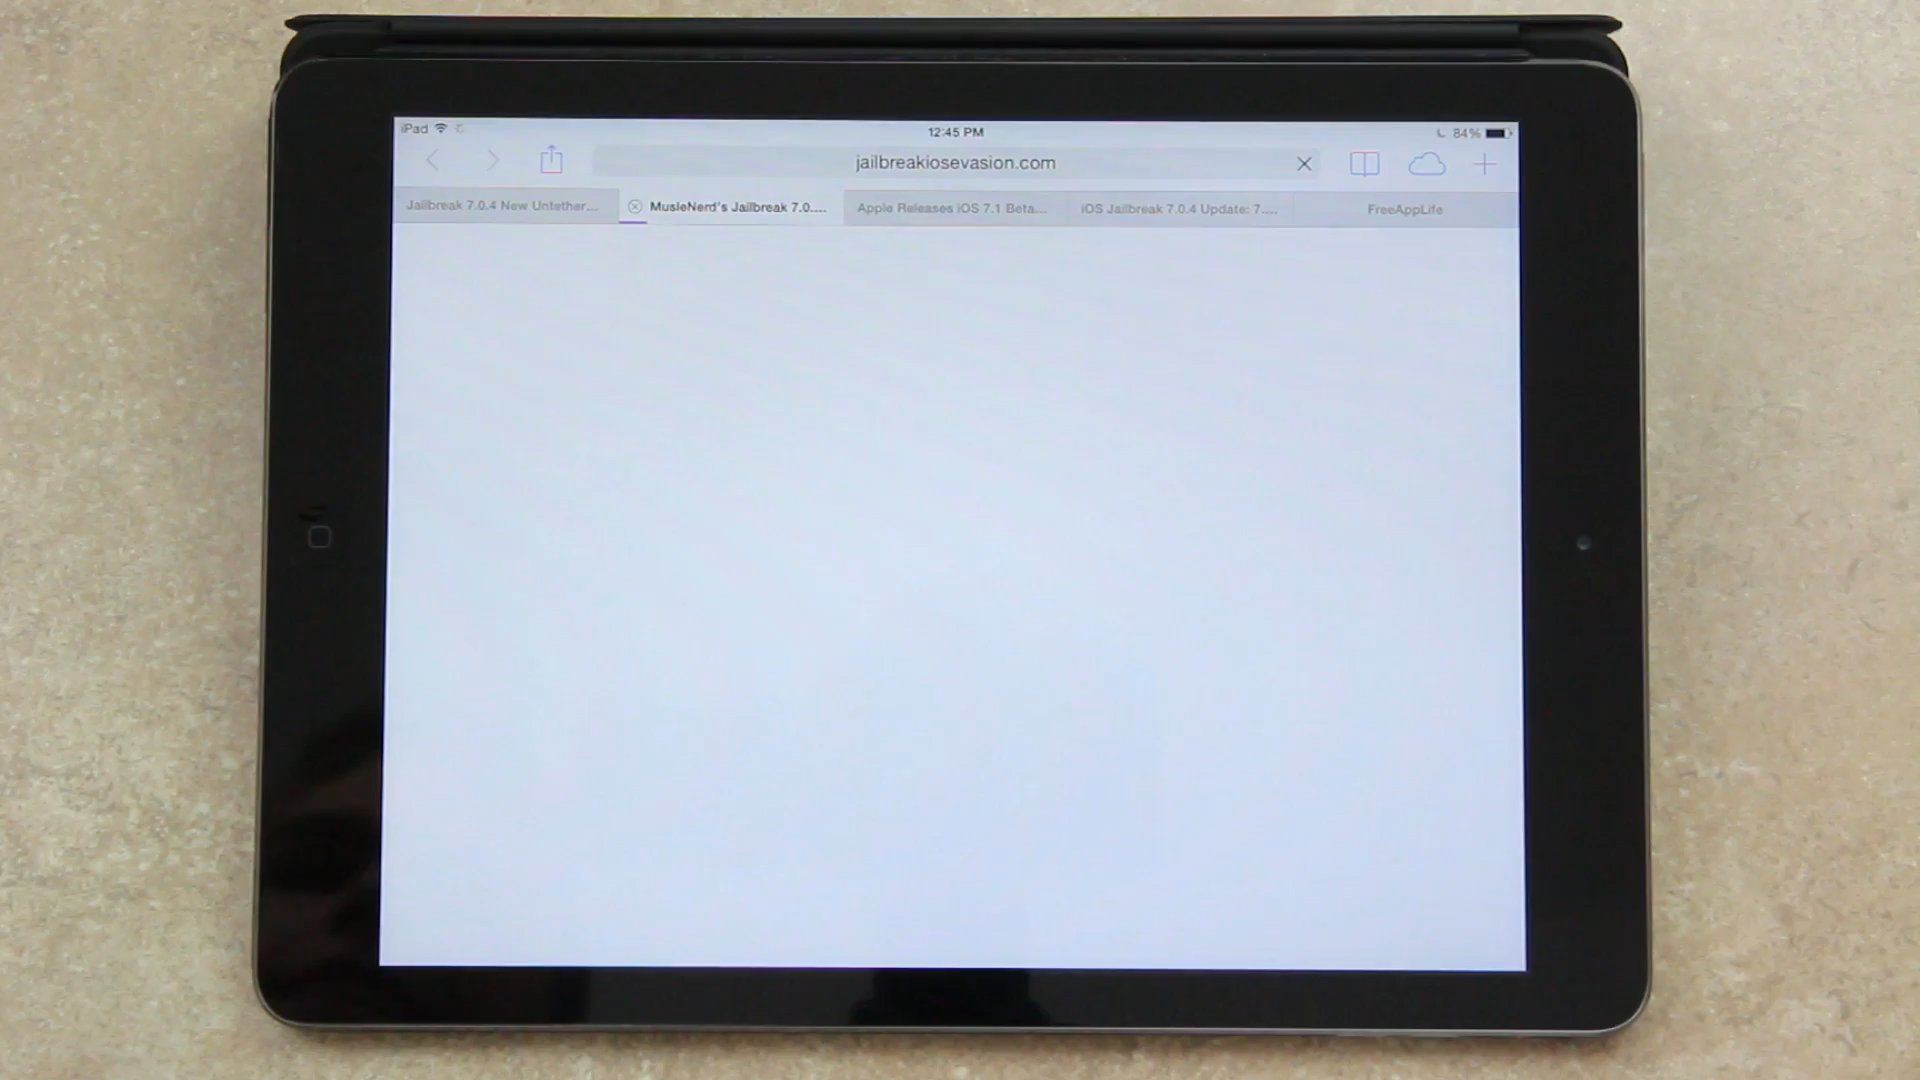 iPad
12:45 PM
84%
jailbreakiosevasion.com
Jailbreak 7.0.4 New Untether...
MusleNerd's Jailbreak 7.0....
Apple Releases iOS 7.1 Beta...
iOS Jailbreak 7.0.4 Update: 7....
FreeAppLife